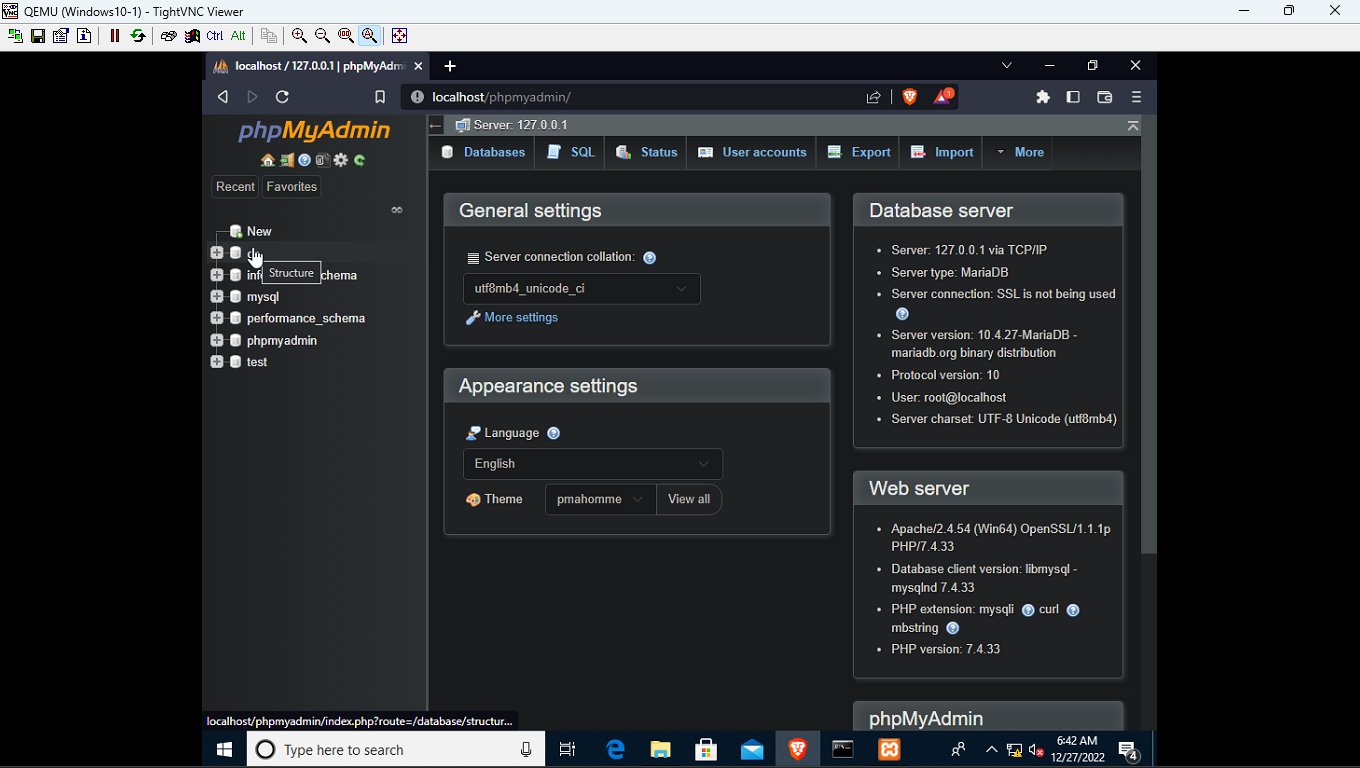 QEMU (Windows10-1) - TightVNC Viewer
Ctrl Alt
localhost / 127.0.0.1 | phpMyAdm
localhost/phpmyadmin/
1
phpMyAdmin
Recent Favorites
New
Structure
mysql
performance_schema
phpmyadmin
test
Server: 127.0.0.1
Databases SQL Status User accounts Export Import More
General settings
Server connection collation:
utf8mb4_unicode_ci
More settings
Appearance settings
Language
English
Theme pmahomme View all
Database server
Server: 127.0.0.1 via TCP/IP
Server type: MariaDB
Server connection: SSL is not being used
Server version: 10.4.27-MariaDB -
mariadb.org binary distribution
Protocol version: 10
User: root@localhost
Server charset: UTF-8 Unicode (utf8mb4)
Web server
Apache/2.4.54 (Win64) OpenSSL/1.1.1p
PHP/7.4.33
Database client version: libmysql -
mysqlnd 7.4.33
PHP extension: mysqli curl
mbstring
PHP version: 7.4.33
phpMyAdmin
localhost/phpmyadmin/index.php?route=/database/structur...
Type here to search
6:42 AM
12/27/2022
4